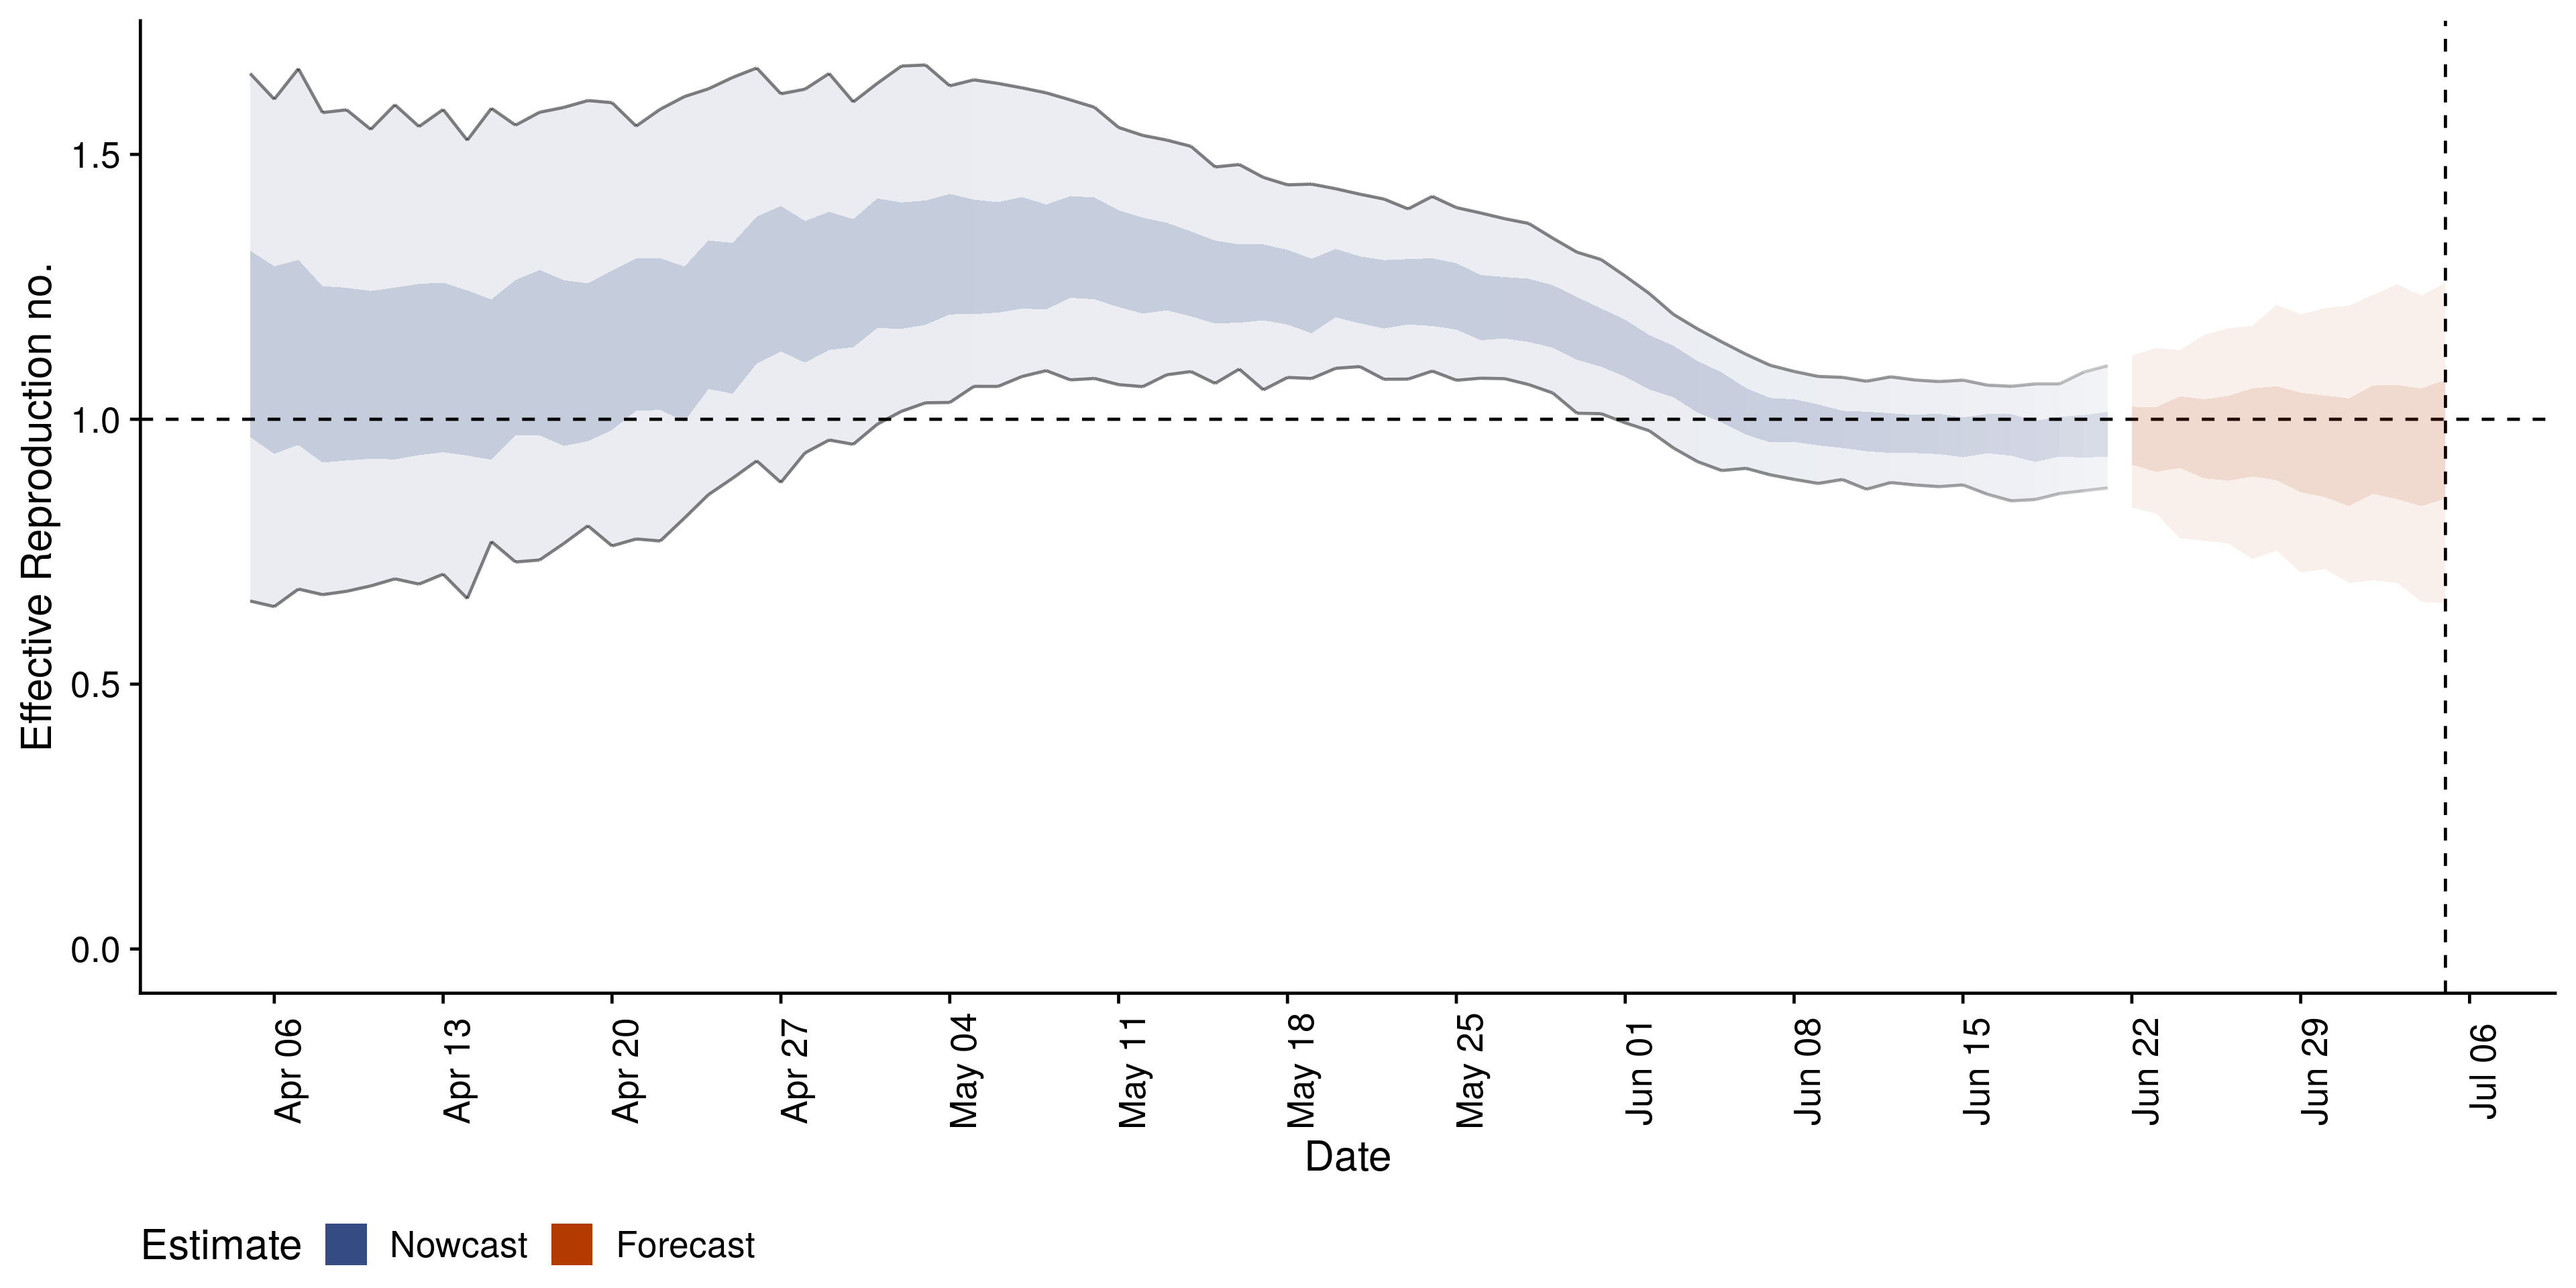 Effective Reproduction no.
1.5
1.0
0.5
0.0
Apr 06
Apr 13
Apr 20
Apr 27
May 04
May 11
May 18
May 25
Jun 01
Jun 08
Jun 15
Jun 22
Jun 29
Jul 06
Date
Estimate Nowcast Forecast